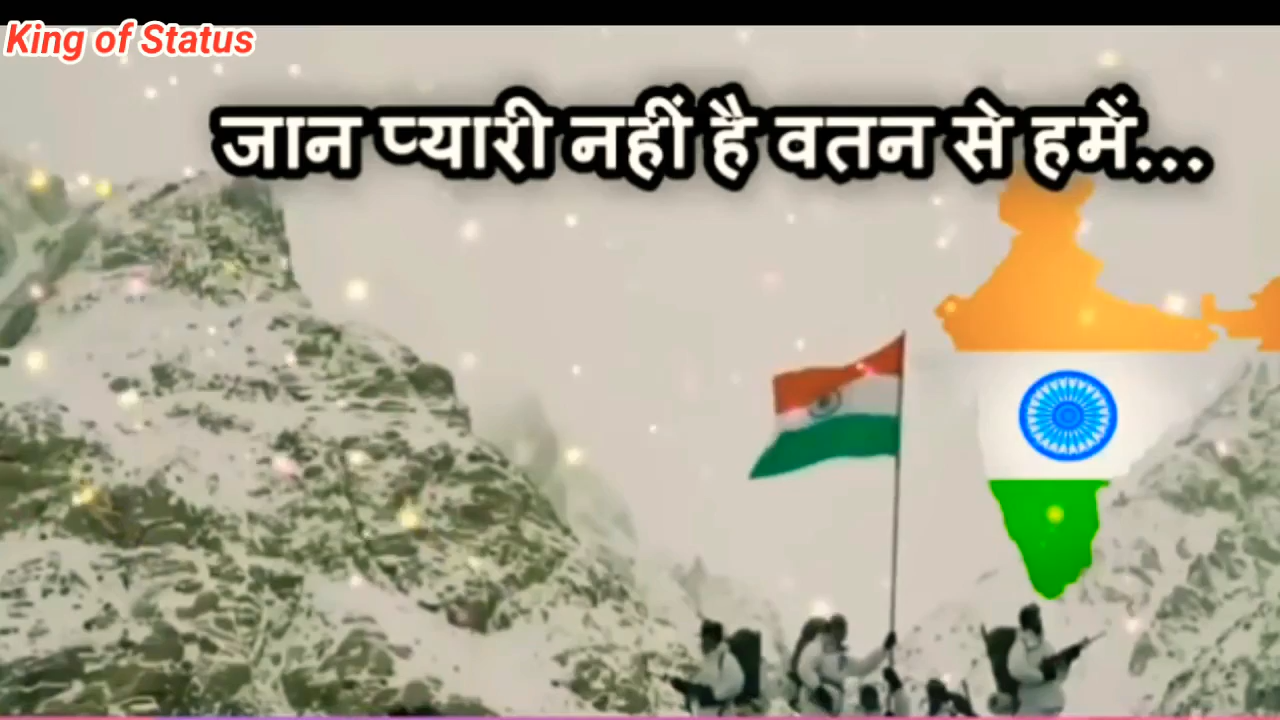 King of Status
जान प्यारी नहीं है वतन से हमें...